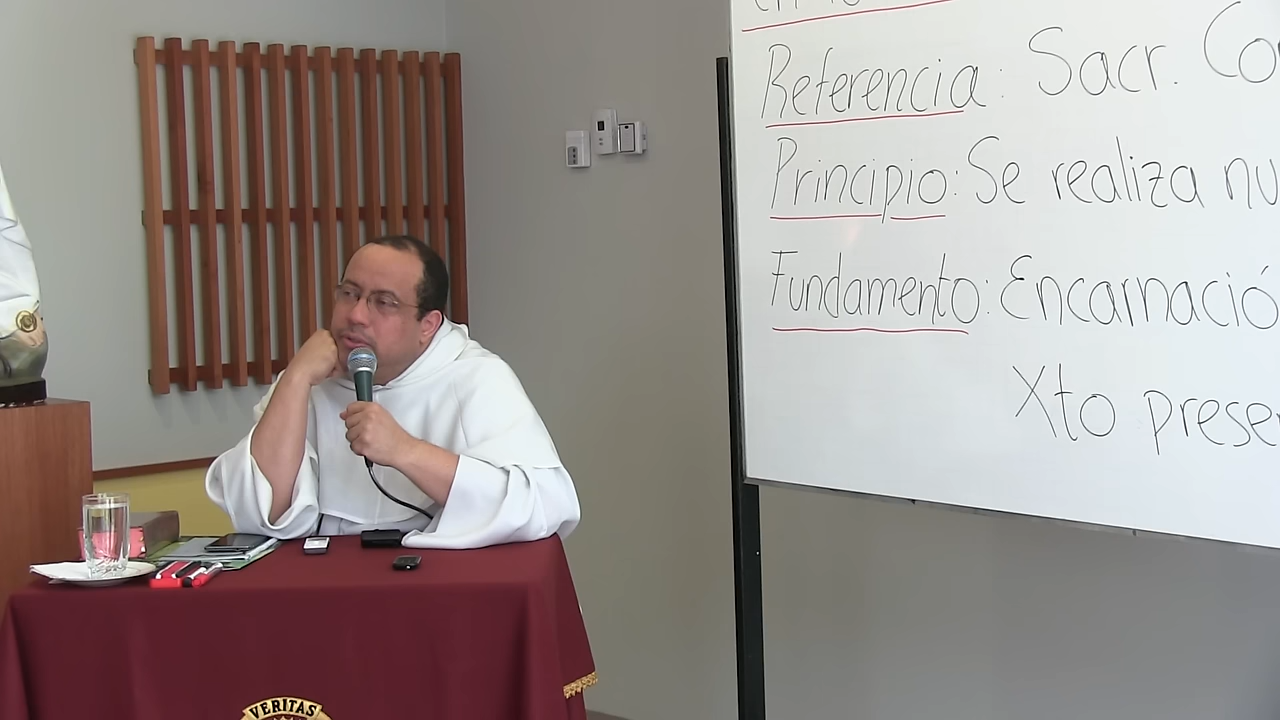 Referencia: Sacr. Co
Principio: Se realiza nu
Fundamento: Encarnació
Xto prese
VERITAS